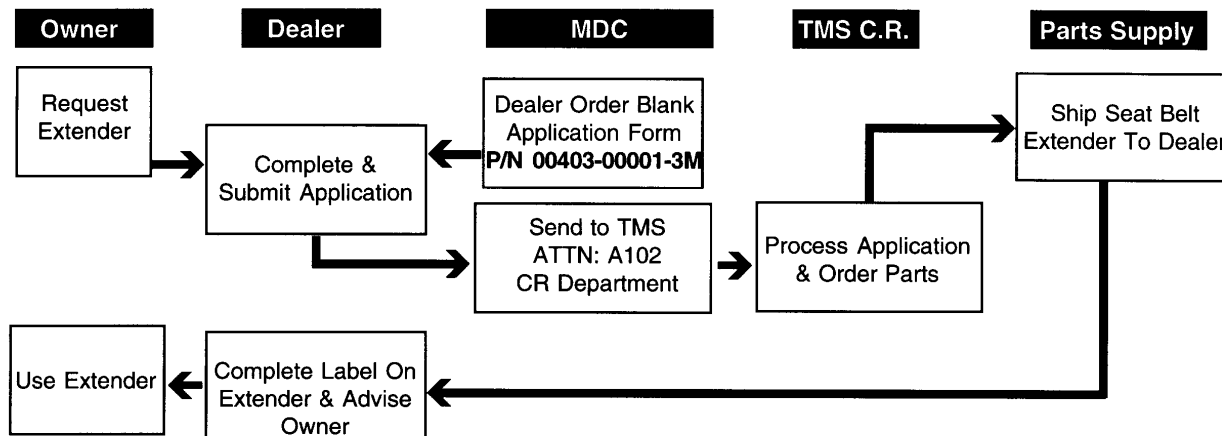 Owner
Dealer
MDC
TMS C.R.
Parts Supply
Request
Extender
Complete &
Submit Application
Dealer Order Blank
Application Form
P/N 00403-00001-3M
Send to TMS
ATTN: A102
CR Department
Process Application
& Order Parts
Ship Seat Belt
Extender To Dealer
Complete Label On
Extender & Advise
Owner
Use Extender